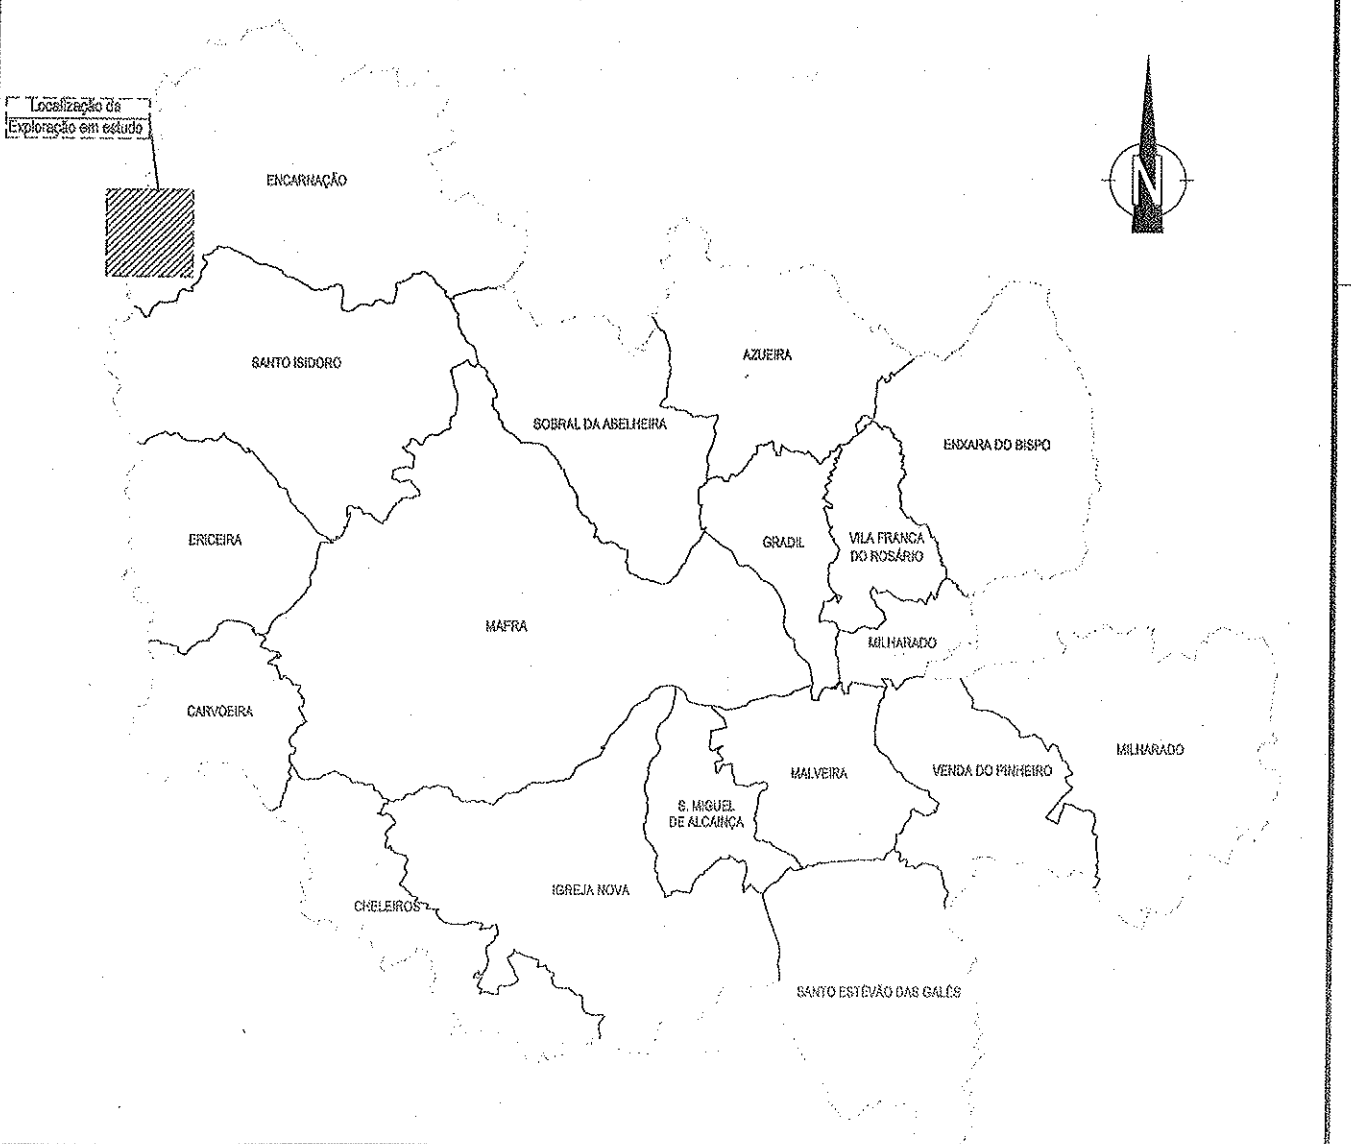 Localização da
Exploração em estudo
ENCARNAÇÃO
N
SANTO ISIDORO
AZUEIRA
SOBRAL DA ABELHEIRA
ENXARA DO BISPO
ERICEIRA
GRADIL
VILA FRANCA
DO ROSÁRIO
MAFRA
MILHARADO
CARVOEIRA
MALVEIRA
VENDA DO PINHEIRO
MILHARADO
S. MIGUEL
DE ALCAINÇA
IGREJA NOVA
CHELEIROS
SANTO ESTÊVÃO DAS GALÉS